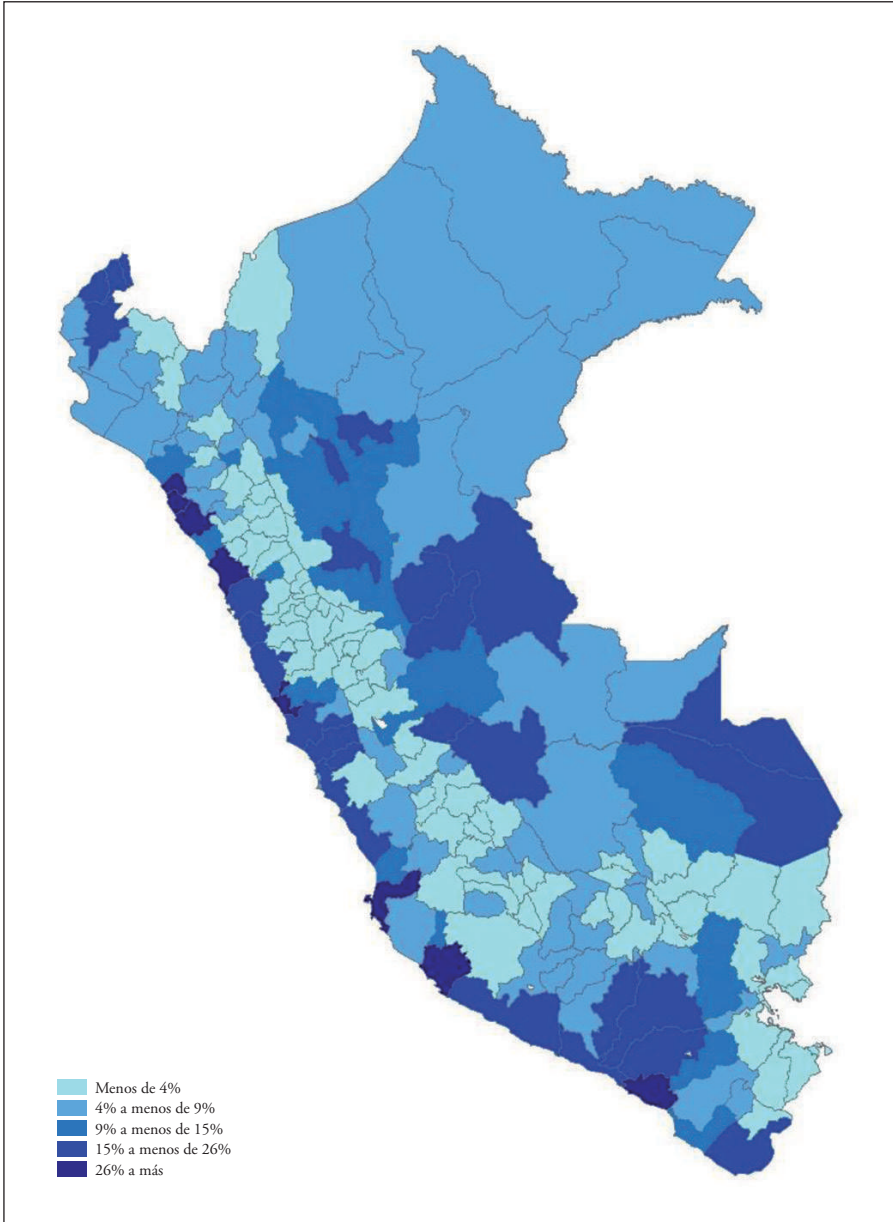 Menos de 4%
4% a menos de 9%
9% a menos de 15%
15% a menos de 26%
26% a más